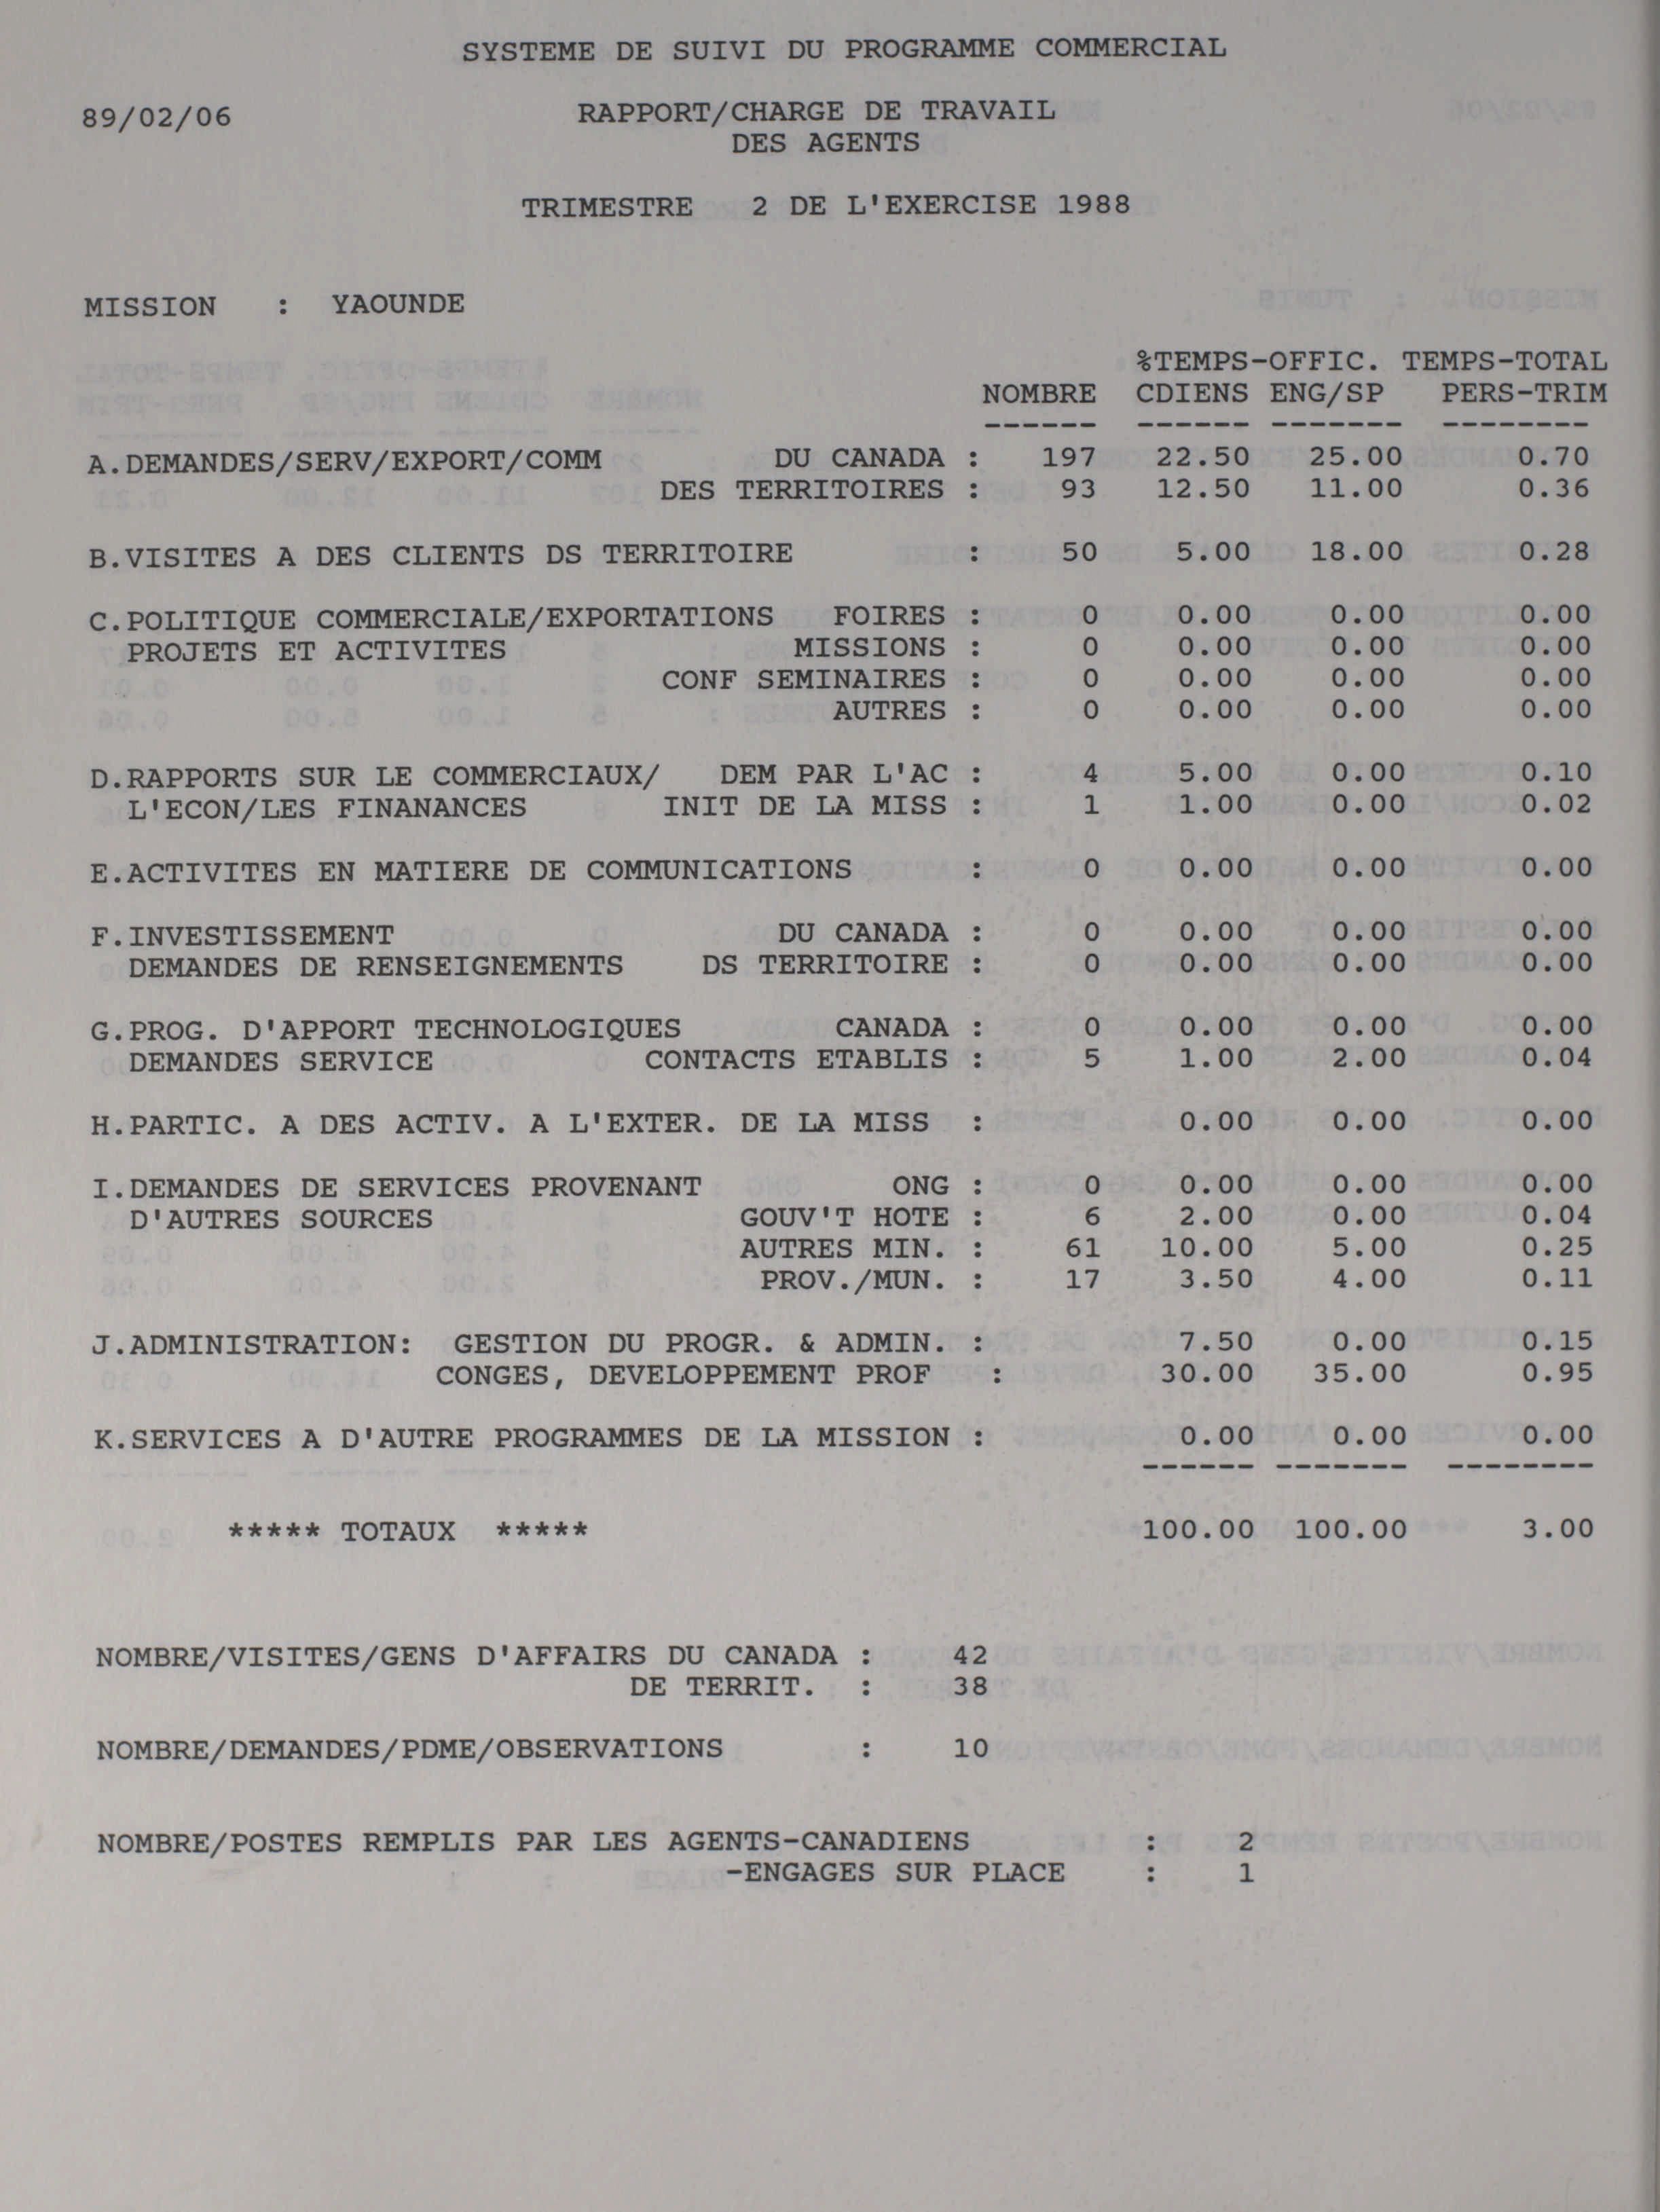 SYSTEME DE SUIVI DU PROGRAMME COMMERCIAL
89/02/06 RAPPORT/CHARGE DE TRAVAIL
DES AGENTS
TRIMESTRE 2 DE L'EXERCISE 1988
MISSION : YAOUNDE
%TEMPS-OFFIC. TEMPS-TOTAL
NOMBRE CDIENS ENG/SP PERS-TRIM
------ ------ ------- --------
A.DEMANDES/SERV/EXPORT/COMM DU CANADA : 197 22.50 25.00 0.70
DES TERRITOIRES : 93 12.50 11.00 0.36
B.VISITES A DES CLIENTS DS TERRITOIRE : 50 5.00 18.00 0.28
C.POLITIQUE COMMERCIALE/EXPORTATIONS FOIRES : 0 0.00 0.00 0.00
PROJETS ET ACTIVITES MISSIONS : 0 0.00 0.00 0.00
CONF SEMINAIRES : 0 0.00 0.00 0.00
AUTRES : 0 0.00 0.00 0.00
D.RAPPORTS SUR LE COMMERCIAUX/ DEM PAR L'AC : 4 5.00 0.00 0.10
L'ECON/LES FINANANCES INIT DE LA MISS : 1 1.00 0.00 0.02
E.ACTIVITES EN MATIERE DE COMMUNICATIONS : 0 0.00 0.00 0.00
F.INVESTISSEMENT DU CANADA : 0 0.00 0.00 0.00
DEMANDES DE RENSEIGNEMENTS DS TERRITOIRE : 0 0.00 0.00 0.00
G.PROG. D'APPORT TECHNOLOGIQUES CANADA : 0 0.00 0.00 0.00
DEMANDES SERVICE CONTACTS ETABLIS : 5 1.00 2.00 0.04
H.PARTIC. A DES ACTIV. A L'EXTER. DE LA MISS : 0.00 0.00 0.00
I.DEMANDES DE SERVICES PROVENANT ONG : 0 0.00 0.00 0.00
D'AUTRES SOURCES GOUV'T HOTE : 6 2.00 0.00 0.04
AUTRES MIN. : 61 10.00 5.00 0.25
PROV./MUN. : 17 3.50 4.00 0.11
J.ADMINISTRATION: GESTION DU PROGR. & ADMIN. : 7.50 0.00 0.15
CONGES, DEVELOPPEMENT PROF : 30.00 35.00 0.95
K.SERVICES A D'AUTRE PROGRAMMES DE LA MISSION : 0.00 0.00 0.00
------ ------- --------
***** TOTAUX ***** 100.00 100.00 3.00
NOMBRE/VISITES/GENS D'AFFAIRS DU CANADA : 42
DE TERRIT. : 38
NOMBRE/DEMANDES/PDME/OBSERVATIONS : 10
NOMBRE/POSTES REMPLIS PAR LES AGENTS-CANADIENS : 2
-ENGAGES SUR PLACE : 1